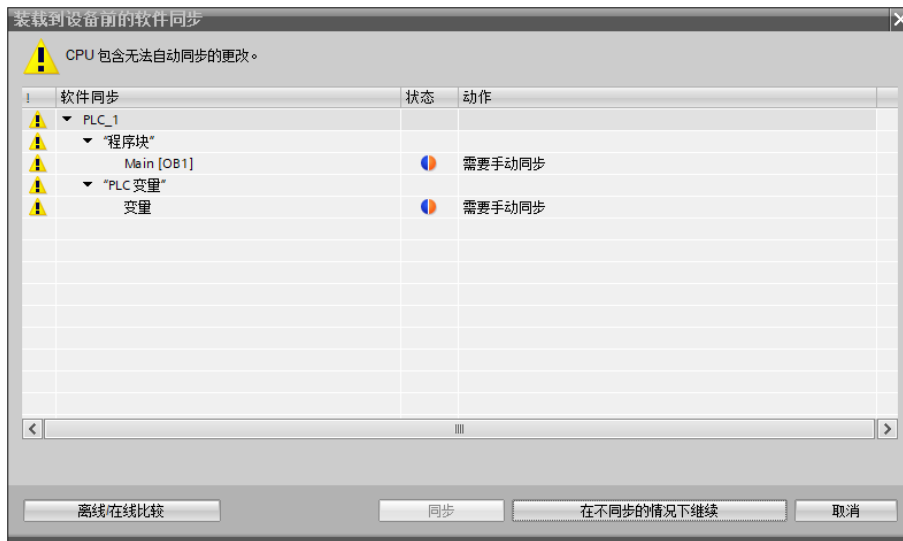 装载到设备前的软件同步
CPU 包含无法自动同步的更改。
! 软件同步 状态 动作
PLC_1
"程序块"
Main [OB1] 需要手动同步
"PLC 变量"
变量 需要手动同步
离线/在线比较 同步 在不同步的情况下继续 取消